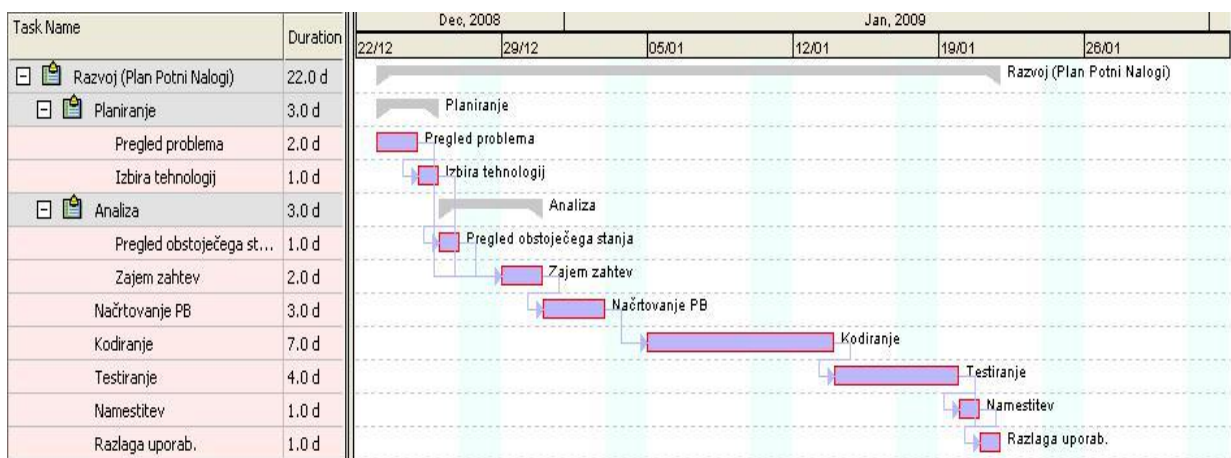 Task Name
Duration
Dec, 2008
Jan, 2009
22/12
29/12
05/01
12/01
19/01
26/01
Razvoj (Plan Potni Nalogi)
22.0 d
Razvoj (Plan Potni Nalogi)
Planiranje
3.0 d
Planiranje
Pregled problema
2.0 d
Pregled problema
Izbira tehnologij
1.0 d
Izbira tehnologij
Analiza
3.0 d
Analiza
Pregled obstoječega st...
1.0 d
Pregled obstoječega stanja
Zajem zahtev
2.0 d
Zajem zahtev
Načrtovanje PB
3.0 d
Načrtovanje PB
Kodiranje
7.0 d
Kodiranje
Testiranje
4.0 d
Testiranje
Namestitev
1.0 d
Namestitev
Razlaga uporab.
1.0 d
Razlaga uporab.